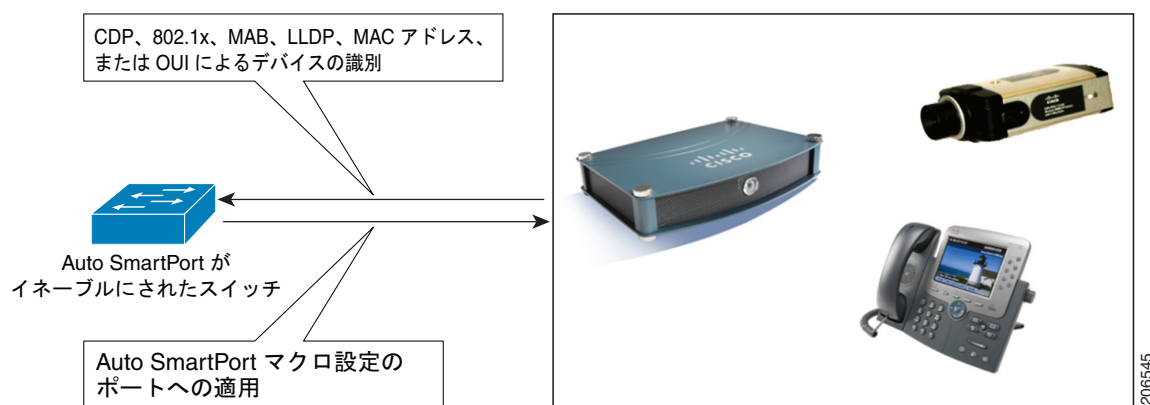 CDP、802.1x、MAB、LLDP、MAC アドレス、
または OUI によるデバイスの識別
CISCO
CISCO
Auto SmartPort が
イネーブルにされたスイッチ
Auto SmartPort マクロ設定の
ポートへの適用
206545